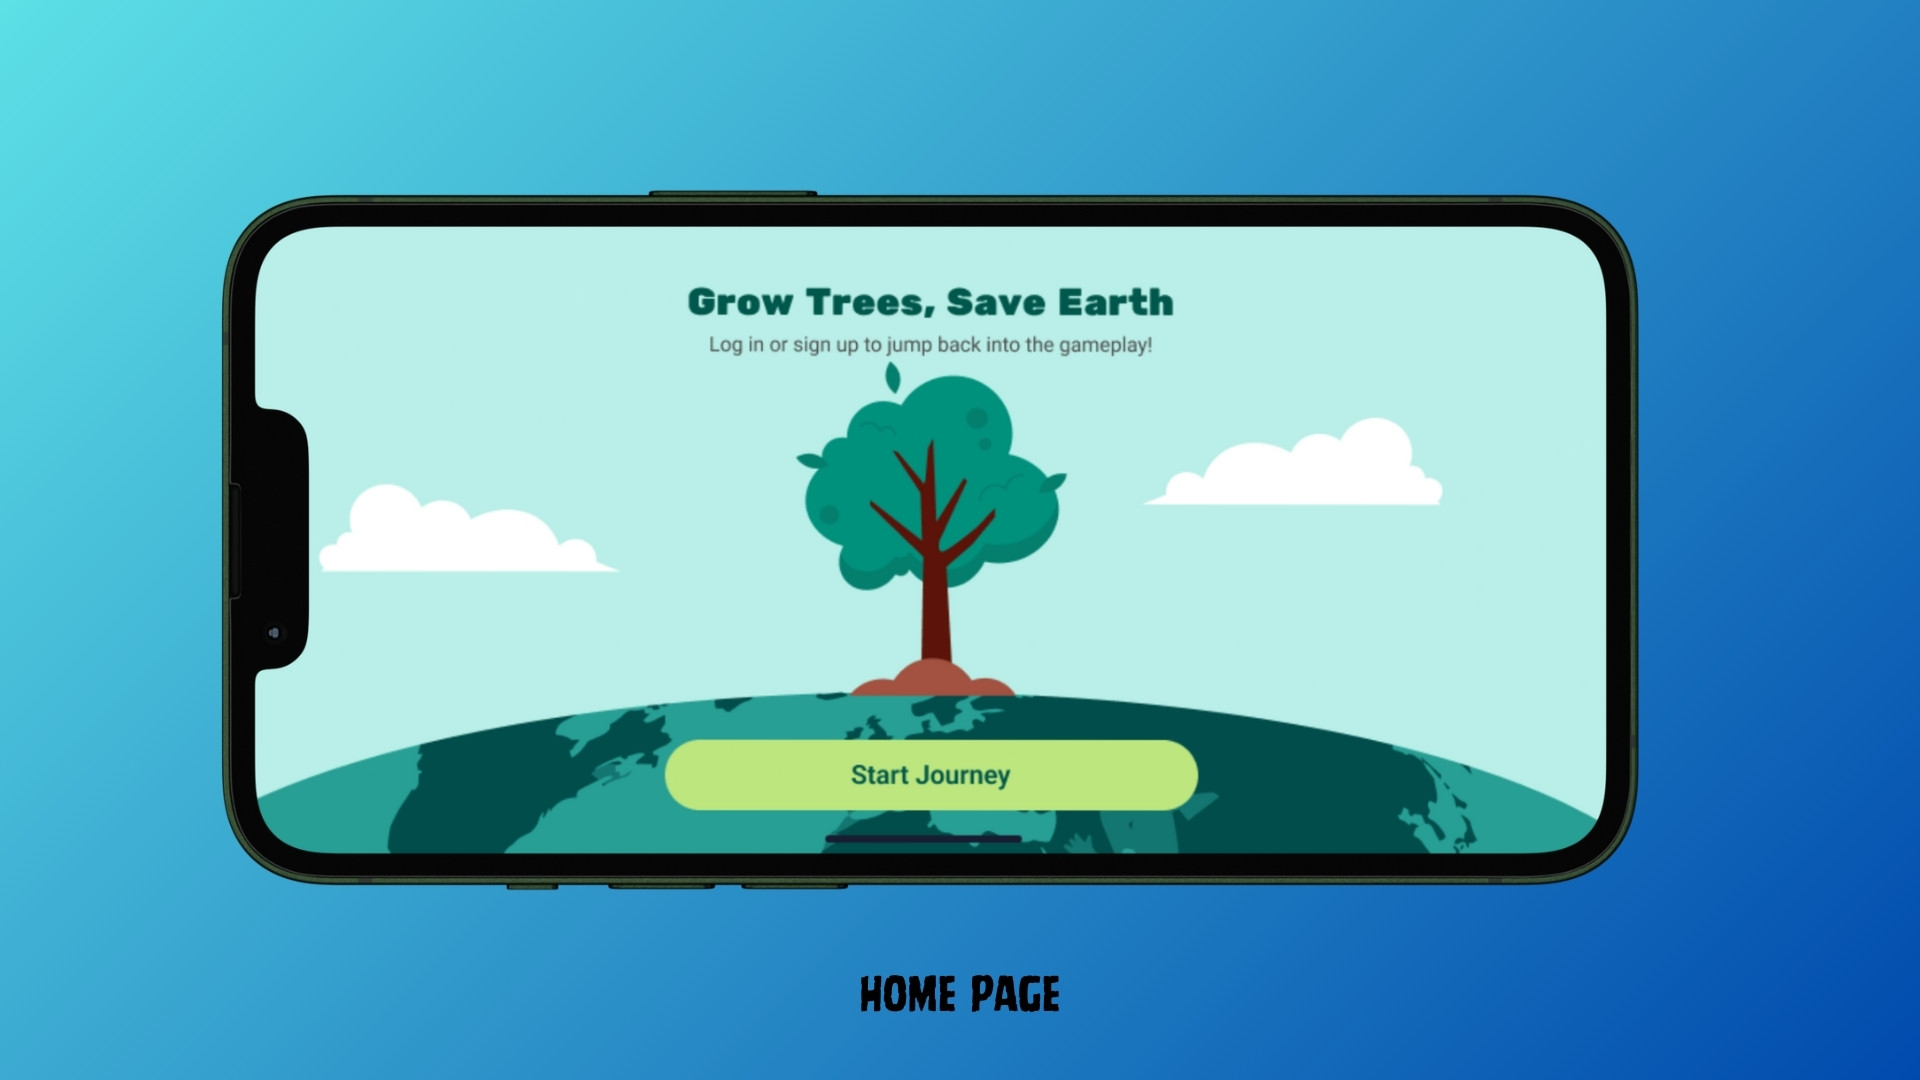 Grow Trees, Save Earth
Log in or sign up to jump back into the gameplay!
Start Journey
HOME PAGE